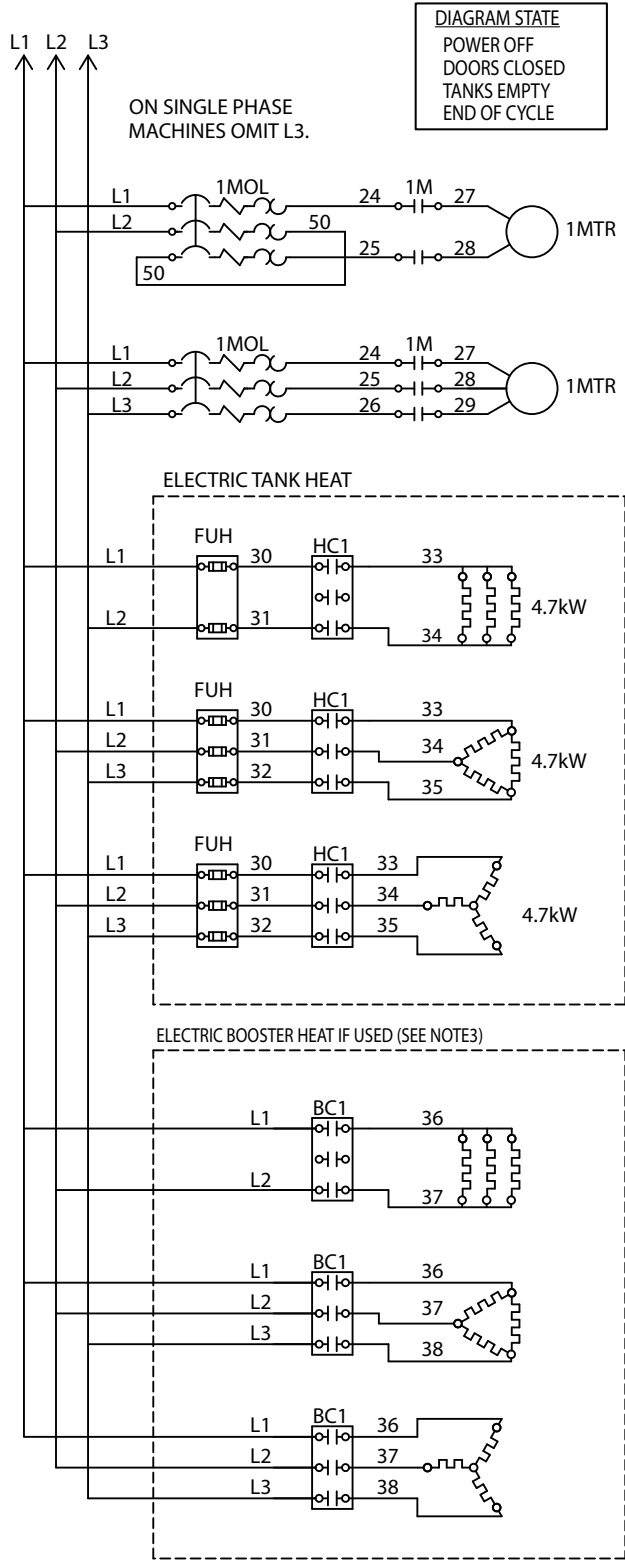 L1 L2 L3
DIAGRAM STATE
POWER OFF
DOORS CLOSED
TANKS EMPTY
END OF CYCLE
ON SINGLE PHASE
MACHINES OMIT L3.
L1 1MOL 24 1M 27
L2 50 1MTR
25 28
50
L1 1MOL 24 1M 27
L2 25 28 1MTR
L3 26 29
ELECTRIC TANK HEAT
FUH HC1
L1 30 33
4.7kW
L2 31 34
FUH HC1
L1 30 33
L2 31 34 4.7kW
L3 32 35
FUH HC1
L1 30 33
L2 31 34 4.7kW
L3 32 35
ELECTRIC BOOSTER HEAT IF USED (SEE NOTE3)
BC1
L1 36
L2 37
BC1
L1 36
L2 37
L3 38
BC1
L1 36
L2 37
L3 38